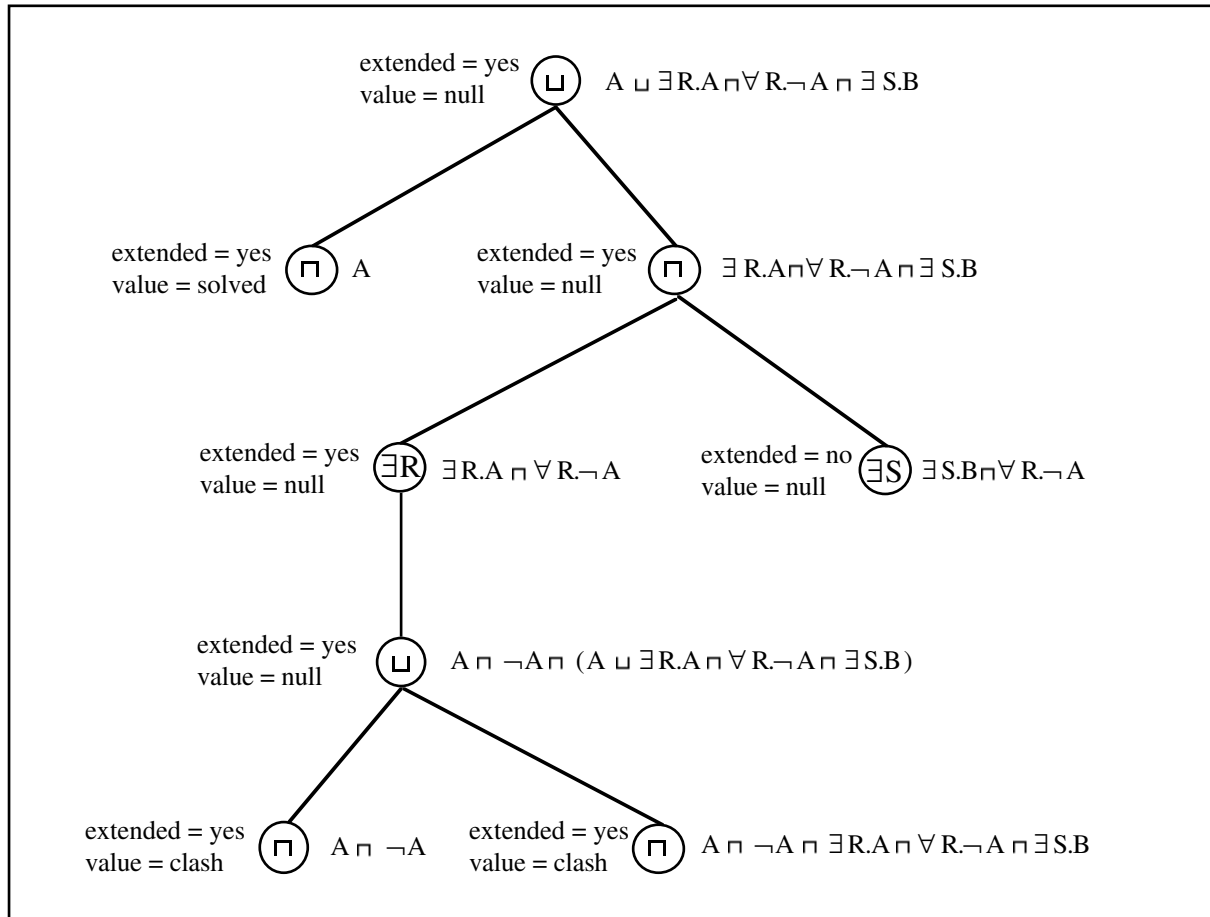 extended = yes
value = null
⊔
A ⊔ ∃ R.A ⊓ ∀ R.¬ A ⊓ ∃ S.B
extended = yes
value = solved
⊓
A
extended = yes
value = null
⊓
∃ R.A ⊓ ∀ R.¬ A ⊓ ∃ S.B
extended = yes
value = null
∃R
∃ R.A ⊓ ∀ R.¬ A
extended = no
value = null
∃S
∃ S.B ⊓ ∀ R.¬ A
extended = yes
value = null
⊔
A ⊓ ¬A ⊓ (A ⊔ ∃ R.A ⊓ ∀ R.¬ A ⊓ ∃ S.B)
extended = yes
value = clash
⊓
A ⊓ ¬A
extended = yes
value = clash
⊓
A ⊓ ¬A ⊓ ∃ R.A ⊓ ∀ R.¬ A ⊓ ∃ S.B